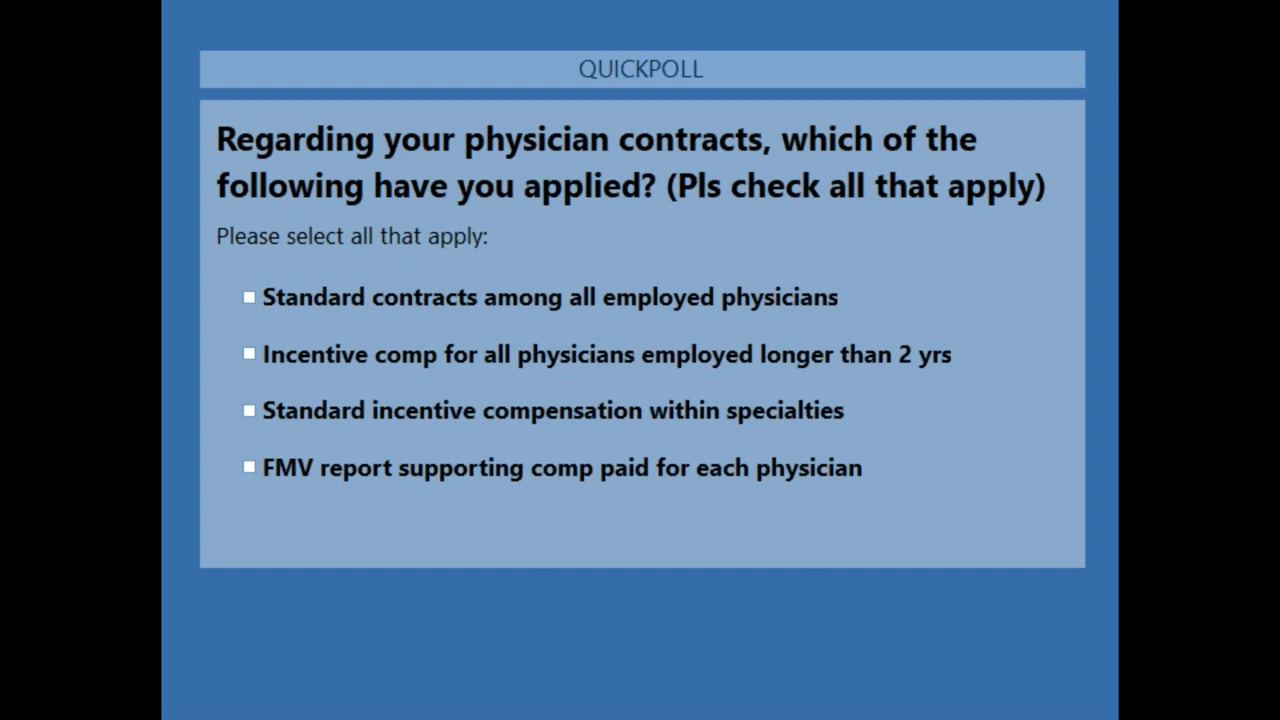 QUICKPOLL
Regarding your physician contracts, which of the
following have you applied? (Pls check all that apply)
Please select all that apply:
Standard contracts among all employed physicians
Incentive comp for all physicians employed longer than 2 yrs
Standard incentive compensation within specialties
FMV report supporting comp paid for each physician